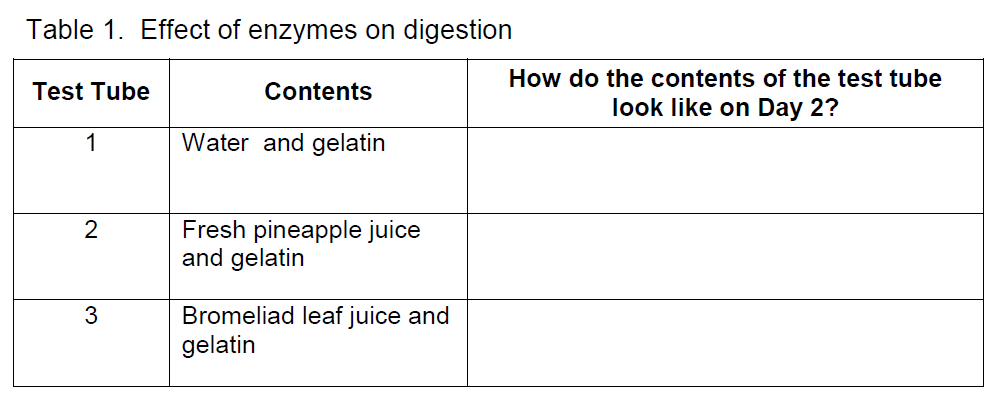 Table 1.  Effect of enzymes on digestion
Test Tube
Contents
How do the contents of the test tube
look like on Day 2?
1
Water  and gelatin
2
Fresh pineapple juice
and gelatin
3
Bromeliad leaf juice and
gelatin